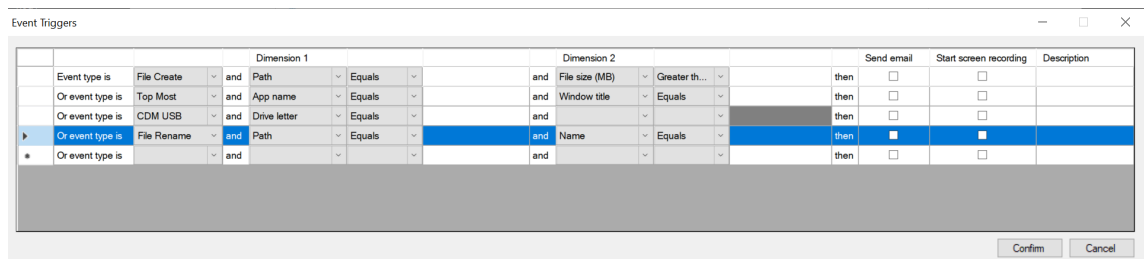 Event Triggers
Dimension 1 Dimension 2 Send email Start screen recording Description
Event type is File Create and Path Equals and File size (MB) Greater th... then
Or event type is Top Most and App name Equals and Window title Equals then
Or event type is CDM USB and Drive letter Equals and then
Or event type is File Rename and Path Equals and Name Equals then
Or event type is and and then
Confirm Cancel